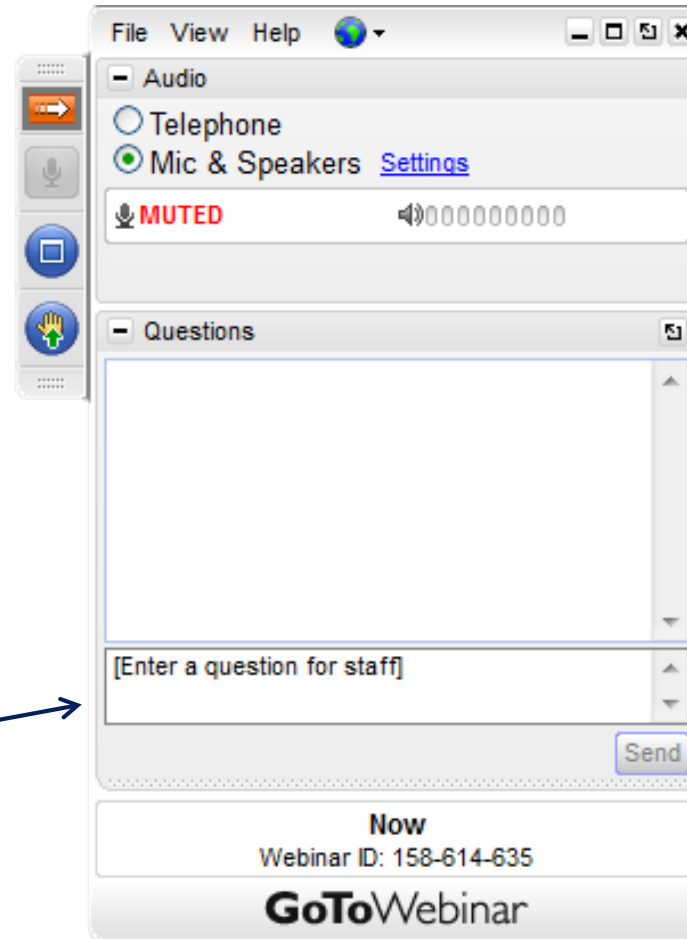 File View Help
Audio
Telephone
Mic & Speakers Settings
MUTED 000000000
Questions
[Enter a question for staff]
Send
Now
Webinar ID: 158-614-635
GoToWebinar